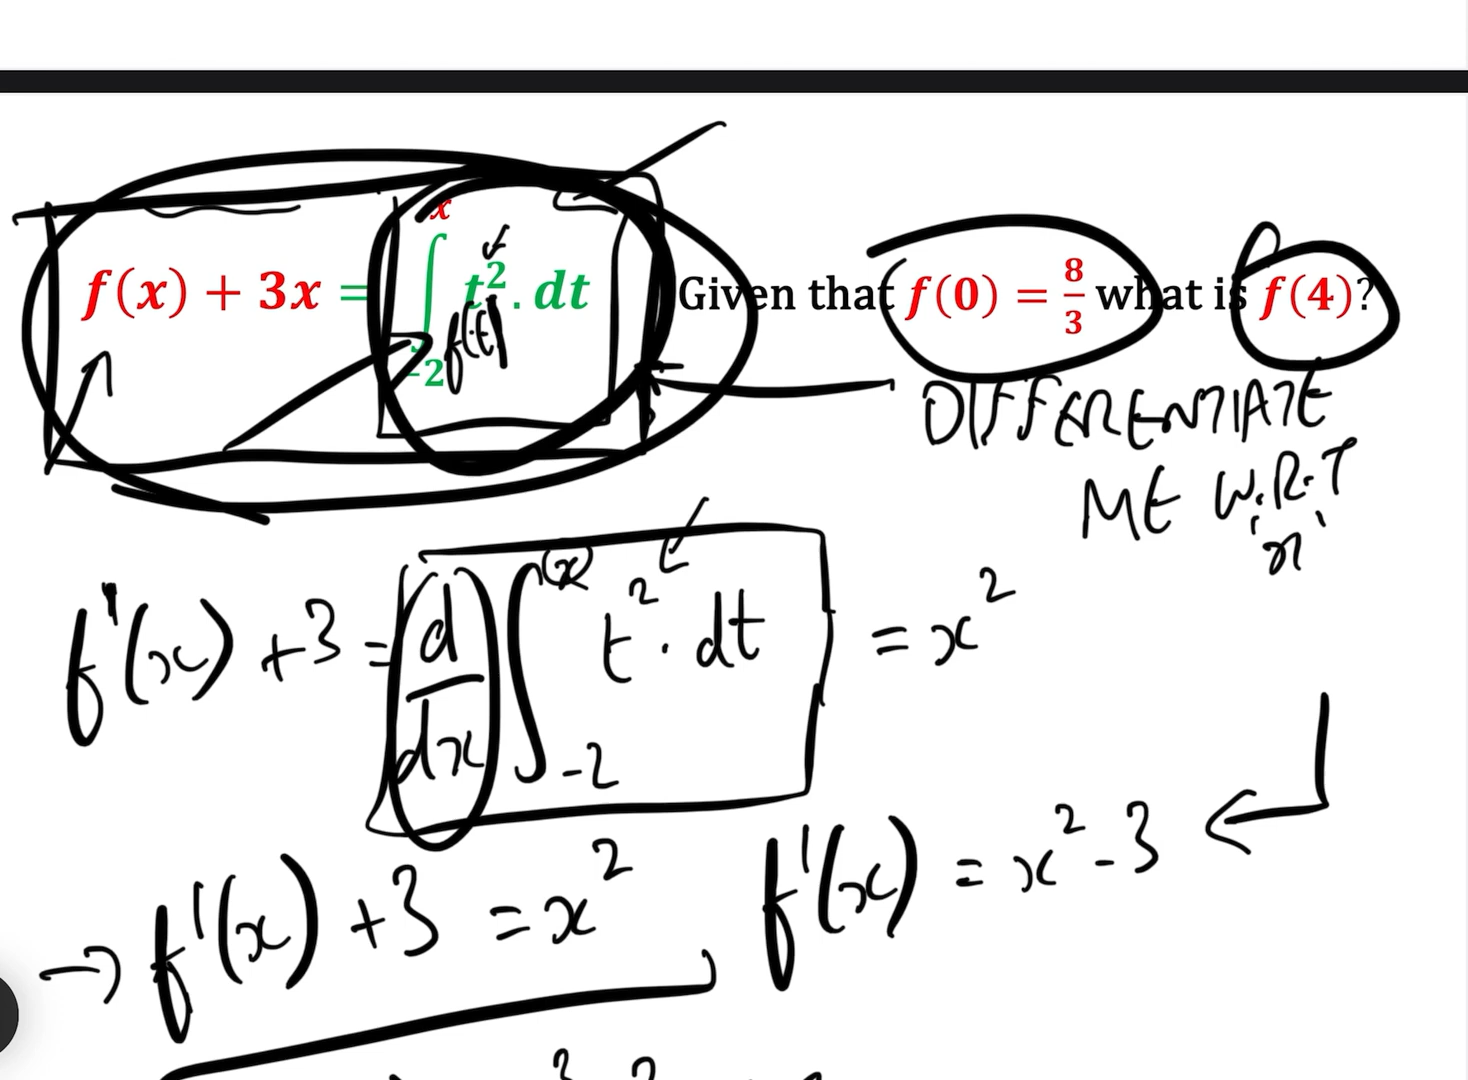 f(x) + 3x = ∫₋₂ˣ t². dt Given that f(0) = 8/3 what is f(4)?
f(t)
DIFFERENTIATE
ME W.R.T
'x'
f'(x) + 3 = d/dx ∫₋₂⁽ˣ⁾ t² · dt = x²
f'(x) = x² - 3
→ f'(x) + 3 = x²